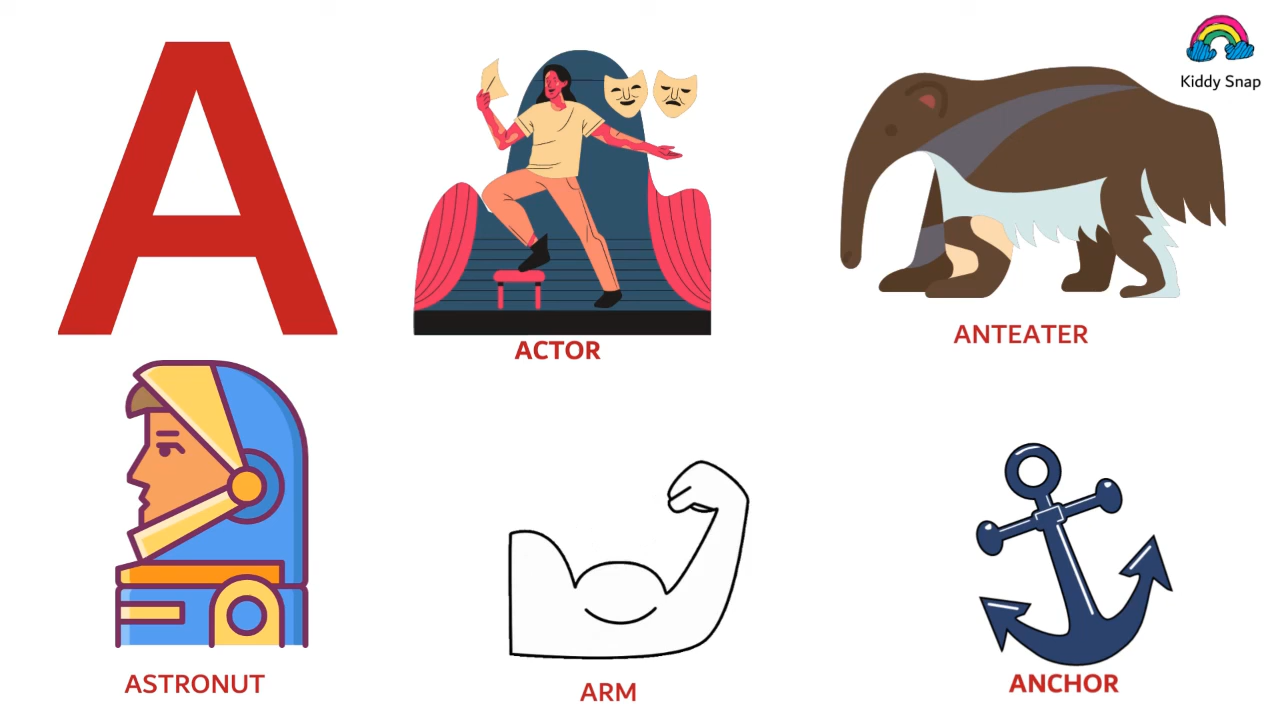 A
Kiddy Snap
ACTOR
ANTEATER
ASTRONUT
ARM
ANCHOR